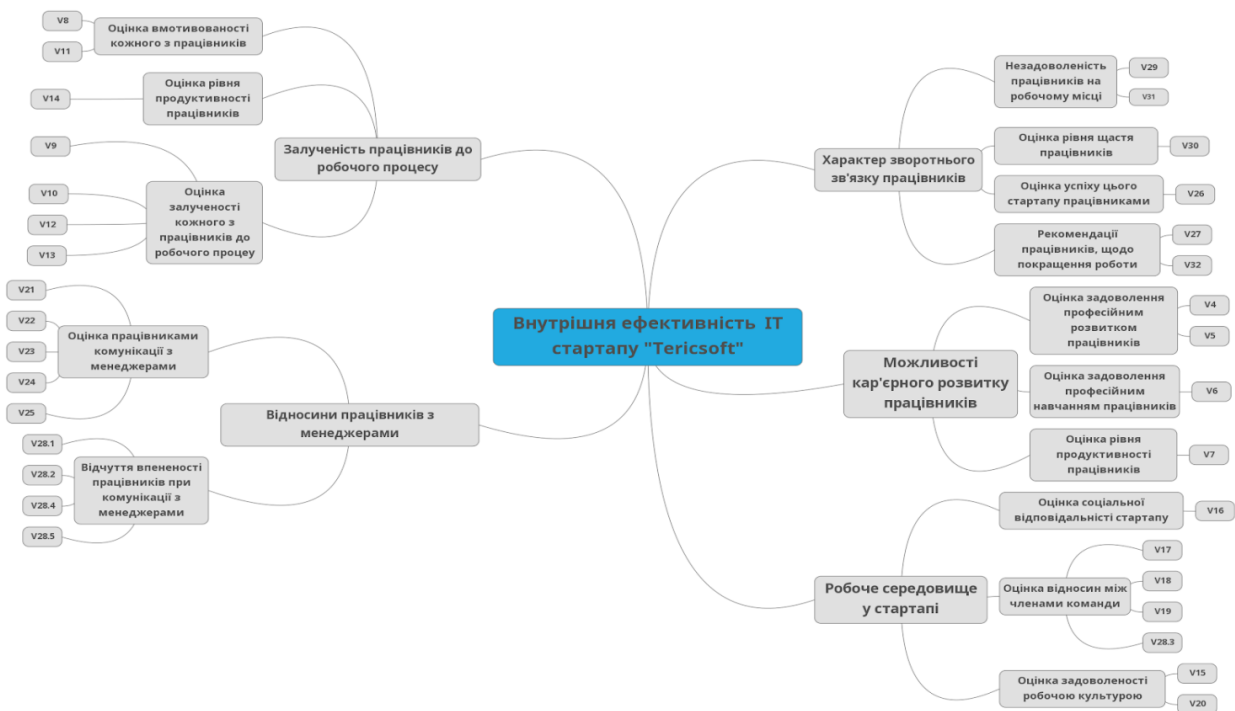 Внутрішня ефективність ІТ
стартапу "Tericsoft"
Залученість працівників до
робочого процесу
Оцінка вмотивованості
кожного з працівників
V8
V11
Оцінка рівня
продуктивності
працівників
V14
Оцінка
залученості
кожного з
працівників до
робочого процеу
V9
V10
V12
V13
Відносини працівників з
менеджерами
Оцінка працівниками
комунікації з
менеджерами
V21
V22
V23
V24
V25
Відчуття впененості
працівників при
комунікації з
менеджерами
V28.1
V28.2
V28.4
V28.5
Характер зворотнього
зв'язку працівників
Незадоволеність
працівників на
робочому місці
V29
V31
Оцінка рівня щастя
працівників
V30
Оцінка успіху цього
стартапу працівниками
V26
Рекомендації
працівників, щодо
покращення роботи
V27
V32
Можливості
кар'єрного розвитку
працівників
Оцінка задоволення
професійним
розвитком
працівників
V4
V5
Оцінка задоволення
професійним
навчанням працівників
V6
Оцінка рівня
продуктивності
працівників
V7
Робоче середовище
у стартапі
Оцінка соціальної
відповідальністі стартапу
V16
Оцінка відносин між
членами команди
V17
V18
V19
V28.3
Оцінка задоволеності
робочою культурою
V15
V20